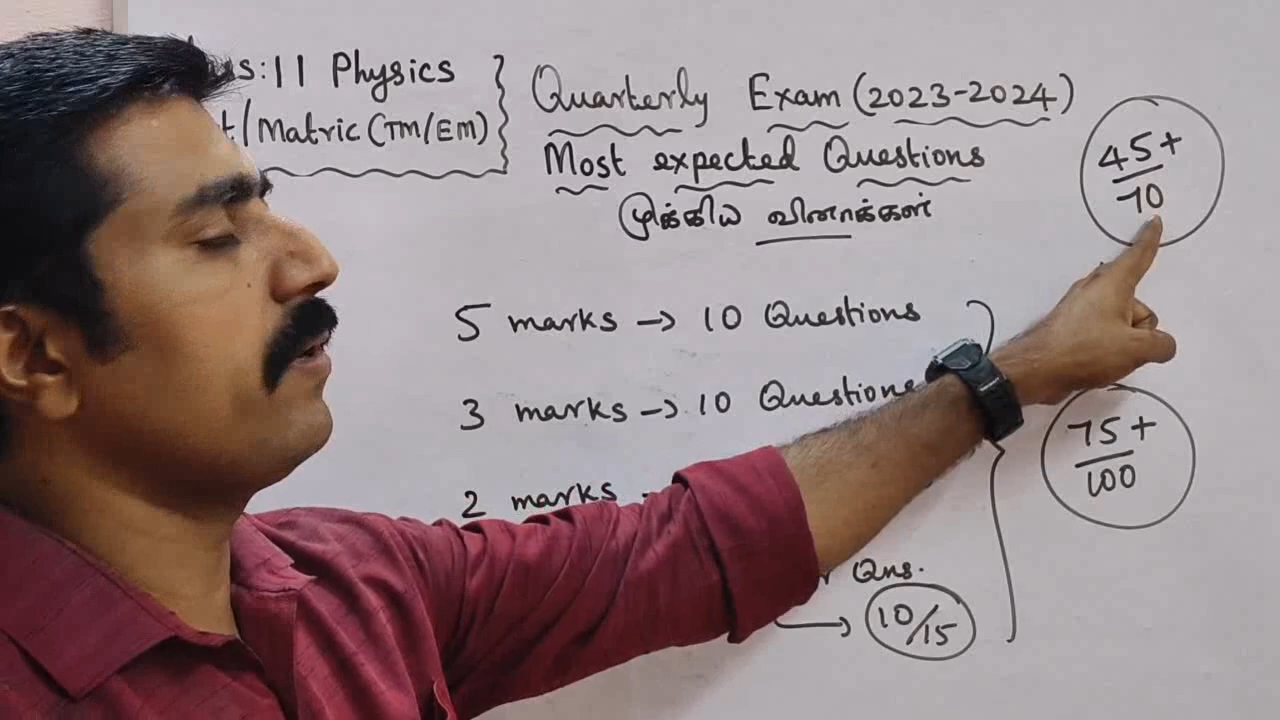 ss: 11 Physics
t/Matric (TM/EM)
Quarterly Exam (2023-2024)
Most expected Questions
முக்கிய வினாக்கள்
45+
70
5 marks → 10 Questions
3 marks → 10 Questions
2 marks
75+
100
Qns.
→ 10/15